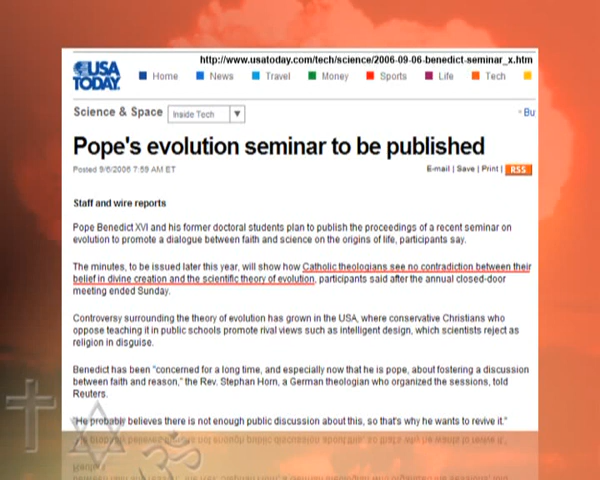 http://www.usatoday.com/tech/science/2006-09-06-benedict-seminar_x.htm
USA TODAY.
Home News Travel Money Sports Life Tech
Science & Space Inside Tech Bu
Pope's evolution seminar to be published
Posted 9/6/2006 7:59 AM ET E-mail | Save | Print | RSS
Staff and wire reports
Pope Benedict XVI and his former doctoral students plan to publish the proceedings of a recent seminar on
evolution to promote a dialogue between faith and science on the origins of life, participants say.
The minutes, to be issued later this year, will show how Catholic theologians see no contradiction between their
belief in divine creation and the scientific theory of evolution, participants said after the annual closed-door
meeting ended Sunday.
Controversy surrounding the theory of evolution has grown in the USA, where conservative Christians who
oppose teaching it in public schools promote rival views such as intelligent design, which scientists reject as
religion in disguise.
Benedict has been "concerned for a long time, and especially now that he is pope, about fostering a discussion
between faith and reason," the Rev. Stephan Horn, a German theologian who organized the sessions, told
Reuters.
"He probably believes there is not enough public discussion about this, so that's why he wants to revive it."